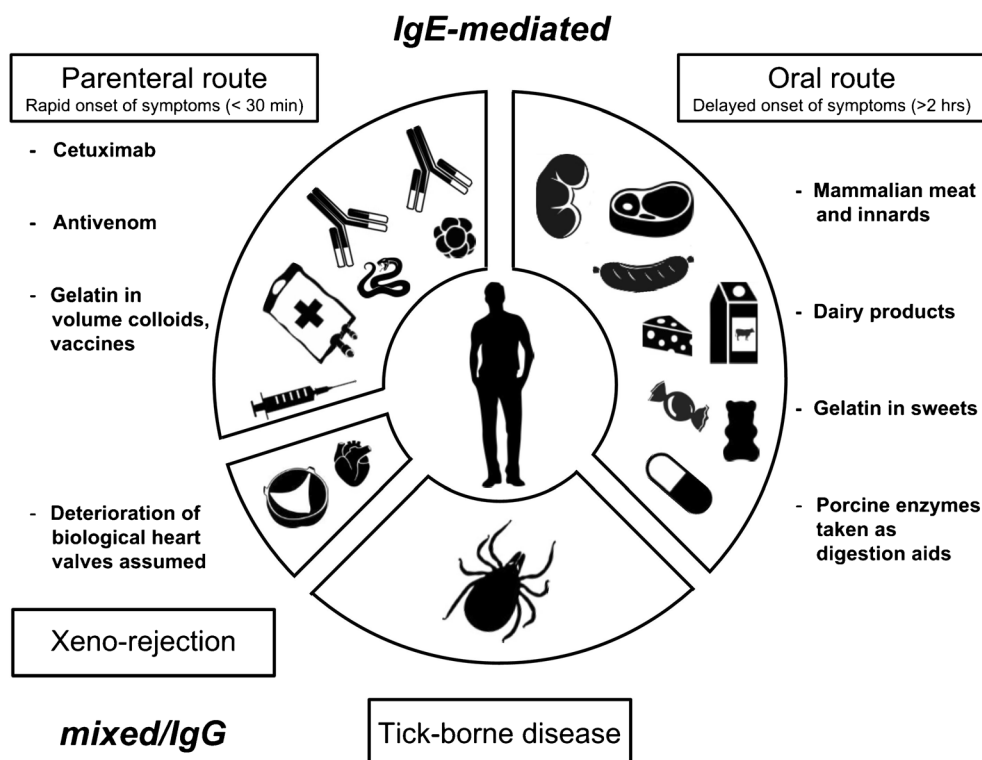 IgE-mediated
Parenteral route
Rapid onset of symptoms (< 30 min)
- Cetuximab
- Antivenom
- Gelatin in
volume colloids,
vaccines
- Deterioration of
biological heart
valves assumed
Xeno-rejection
mixed/IgG
Tick-borne disease
Oral route
Delayed onset of symptoms (>2 hrs)
- Mammalian meat
and innards
- Dairy products
- Gelatin in sweets
- Porcine enzymes
taken as
digestion aids